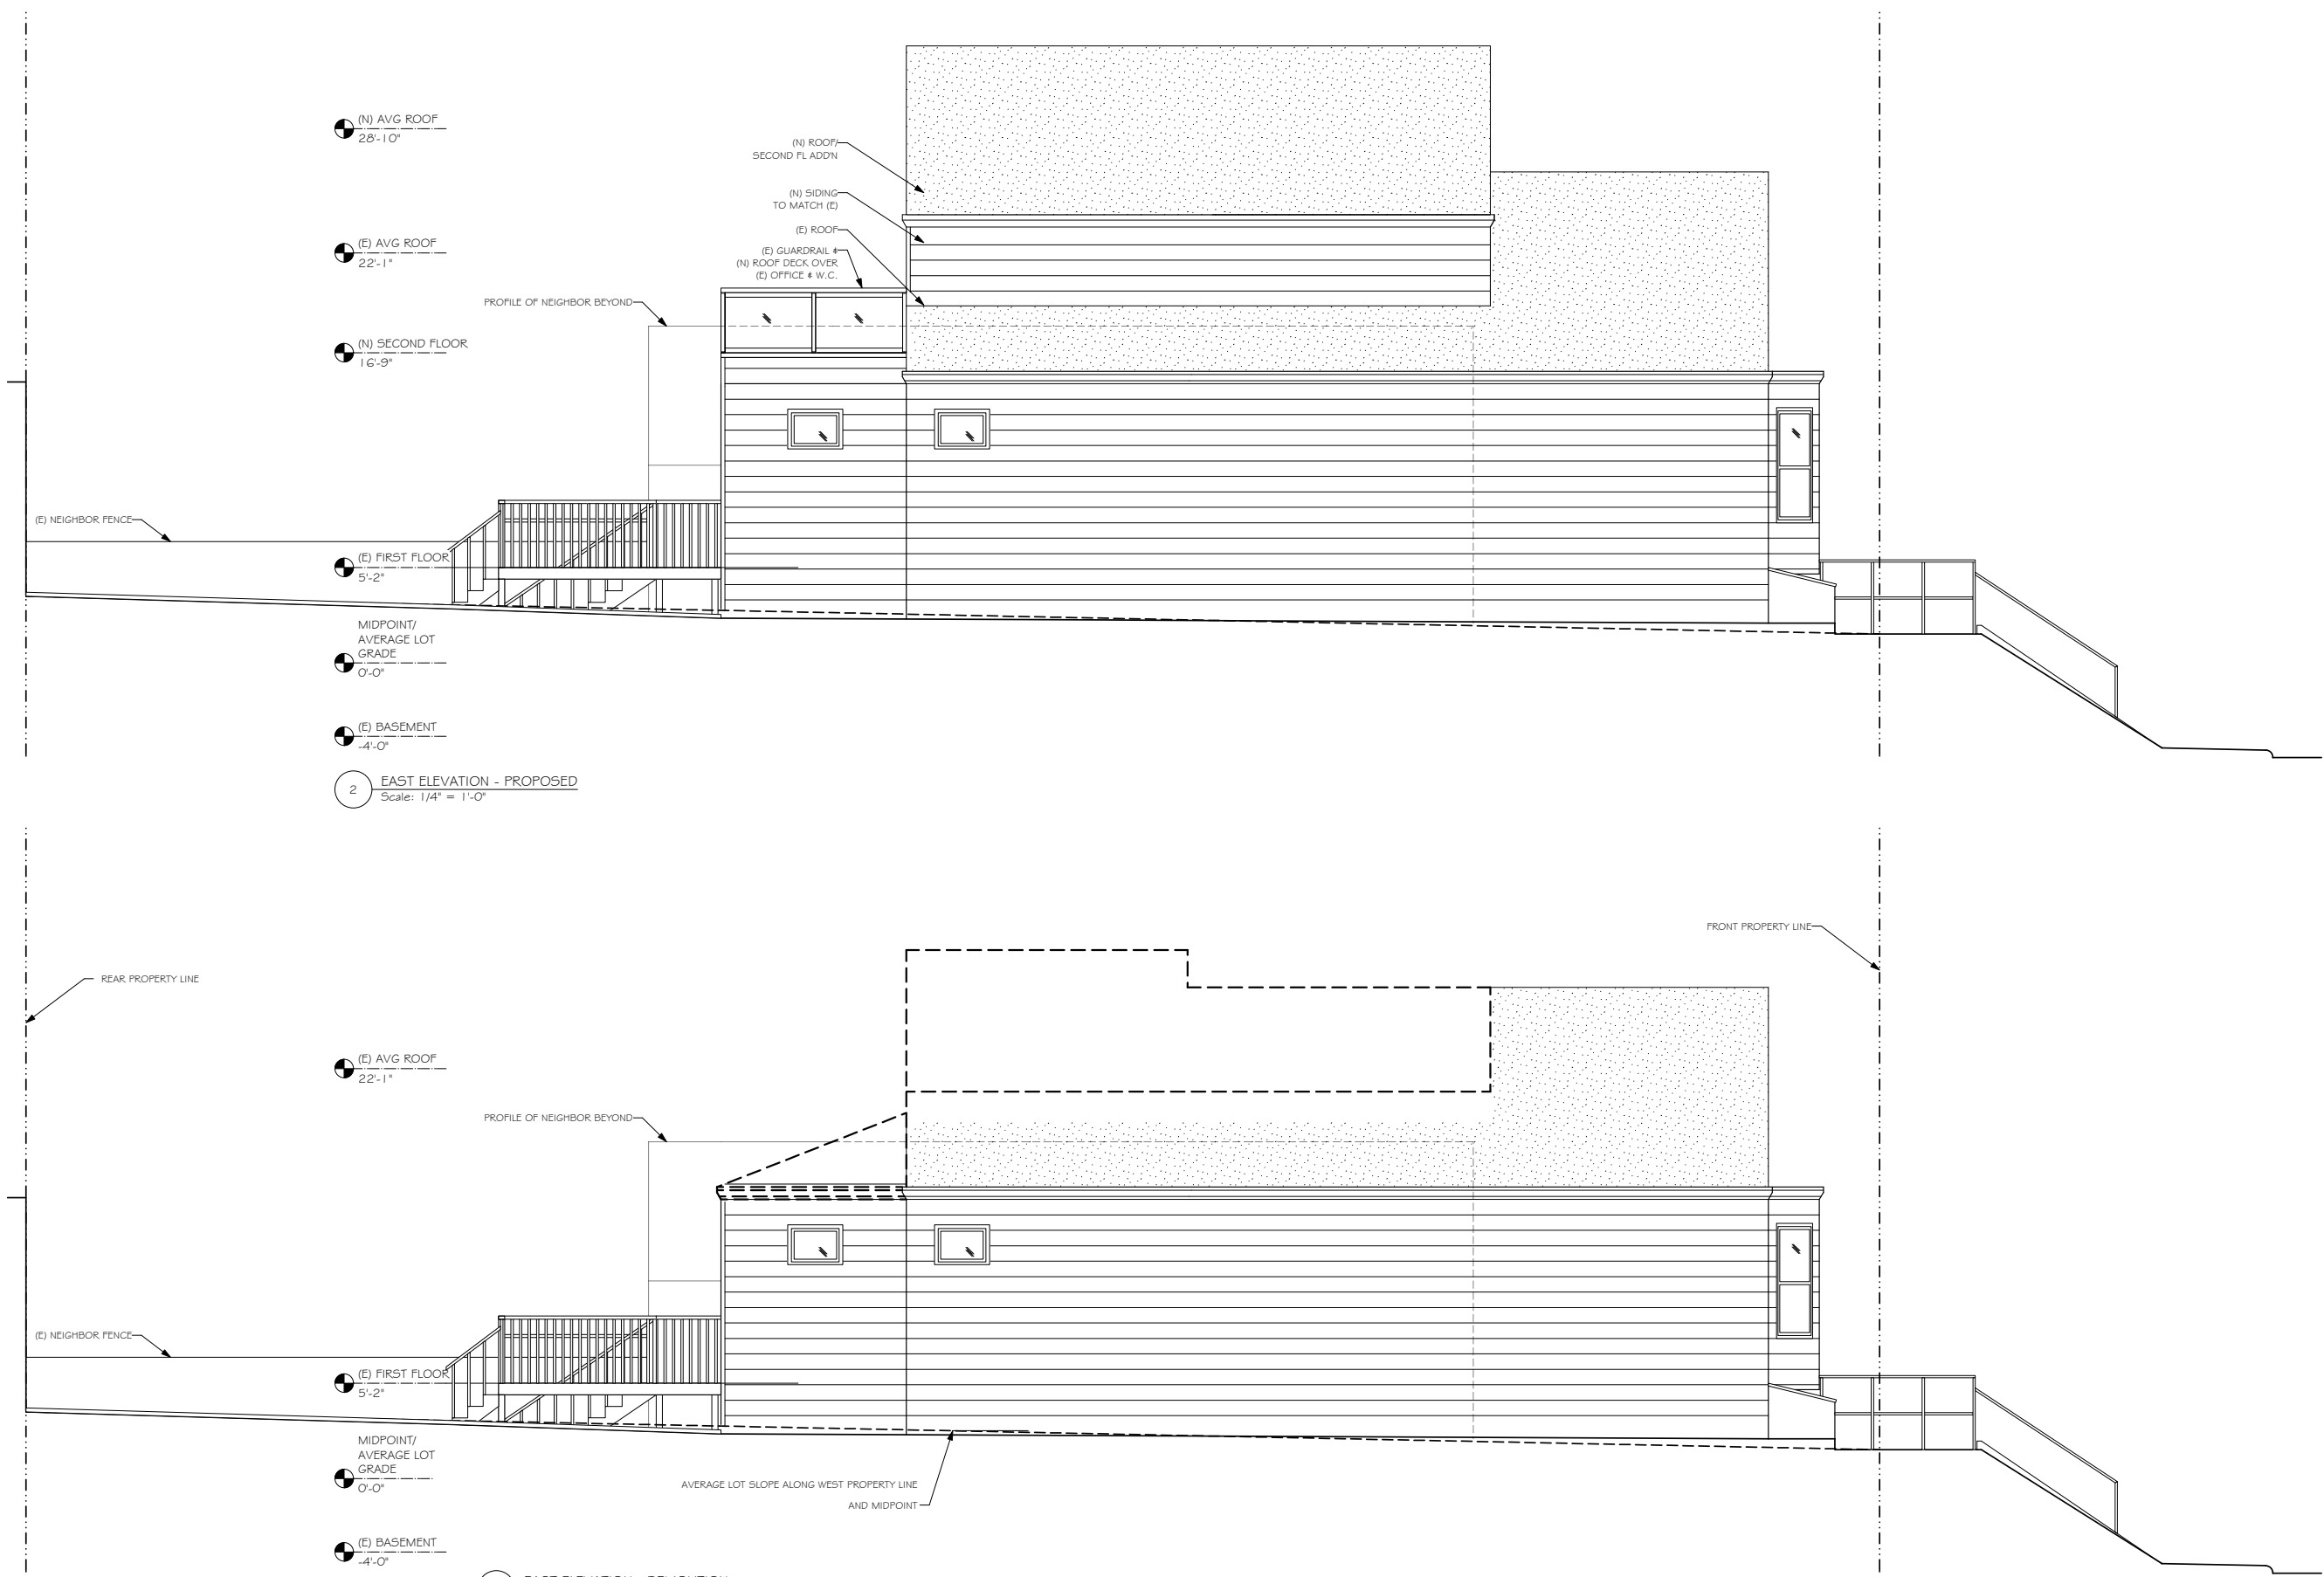 (N) AVG ROOF
28'-10"
(N) ROOF/
SECOND FL ADD'N
(N) SIDING
TO MATCH (E)
(E) ROOF
(E) AVG ROOF
22'-1"
(E) GUARDRAIL &
(N) ROOF DECK OVER
(E) OFFICE & W.C.
PROFILE OF NEIGHBOR BEYOND
(N) SECOND FLOOR
16'-9"
(E) NEIGHBOR FENCE
(E) FIRST FLOOR
5'-2"
MIDPOINT/
AVERAGE LOT
GRADE
0'-0"
(E) BASEMENT
-4'-0"
2
EAST ELEVATION - PROPOSED
Scale: 1/4" = 1'-0"
FRONT PROPERTY LINE
REAR PROPERTY LINE
(E) AVG ROOF
22'-1"
PROFILE OF NEIGHBOR BEYOND
(E) NEIGHBOR FENCE
(E) FIRST FLOOR
5'-2"
MIDPOINT/
AVERAGE LOT
GRADE
0'-0"
AVERAGE LOT SLOPE ALONG WEST PROPERTY LINE
AND MIDPOINT
(E) BASEMENT
-4'-0"